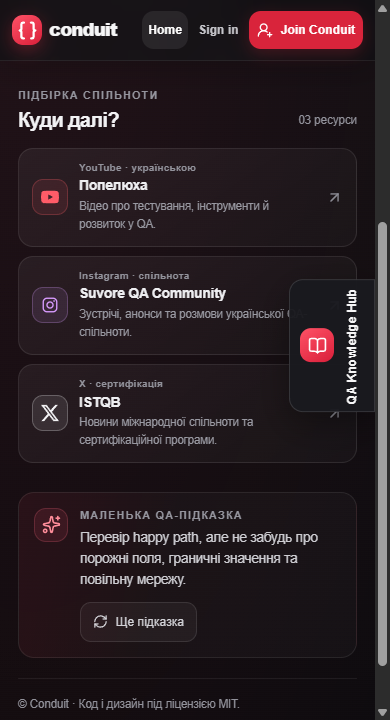 conduit
Home
Sign in
Join Conduit
ПІДБІРКА СПІЛЬНОТИ
Куди далі?
03 ресурси
YouTube · українською
Попелюха
Відео про тестування, інструменти й
розвиток у QA.
Instagram · спільнота
Suvore QA Community
Зустрічі, анонси та розмови української
спільноти.
QA Knowledge Hub
X · сертифікація
ISTQB
Новини міжнародної спільноти та
сертифікаційної програми.
МАЛЕНЬКА QA-ПІДКАЗКА
Перевір happy path, але не забудь про
порожні поля, граничні значення та
повільну мережу.
Ще підказка
© Conduit · Код і дизайн під ліцензією MIT.